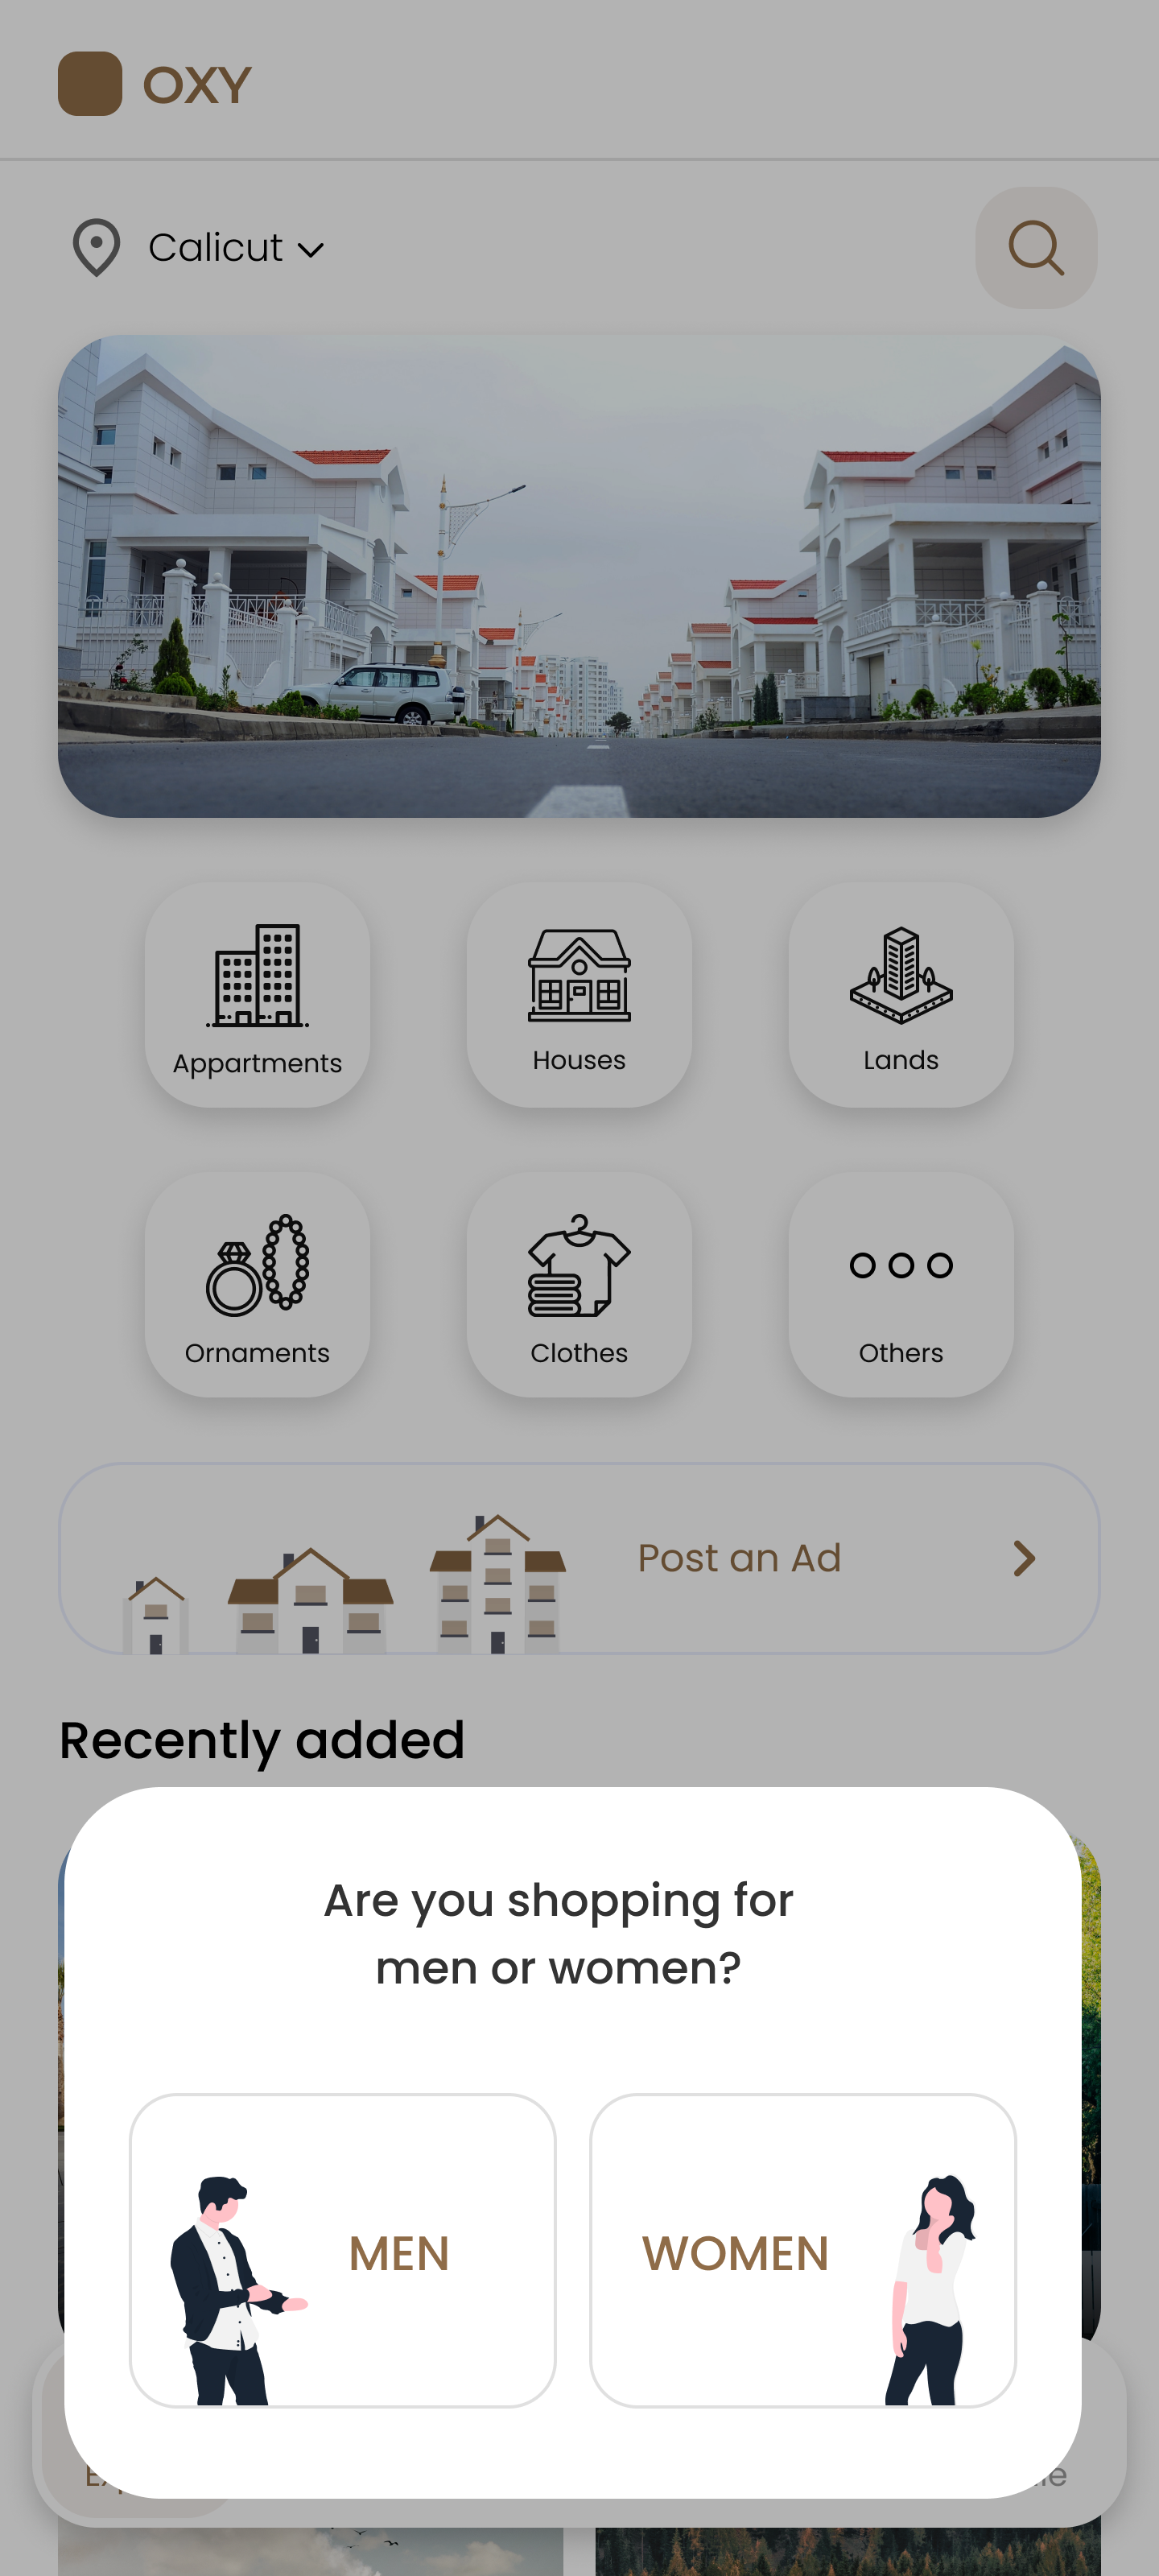 OXY
Calicut
Appartments
Houses
Lands
Ornaments
Clothes
Others
Post an Ad
Recently added
Are you shopping for
men or women?
MEN
WOMEN